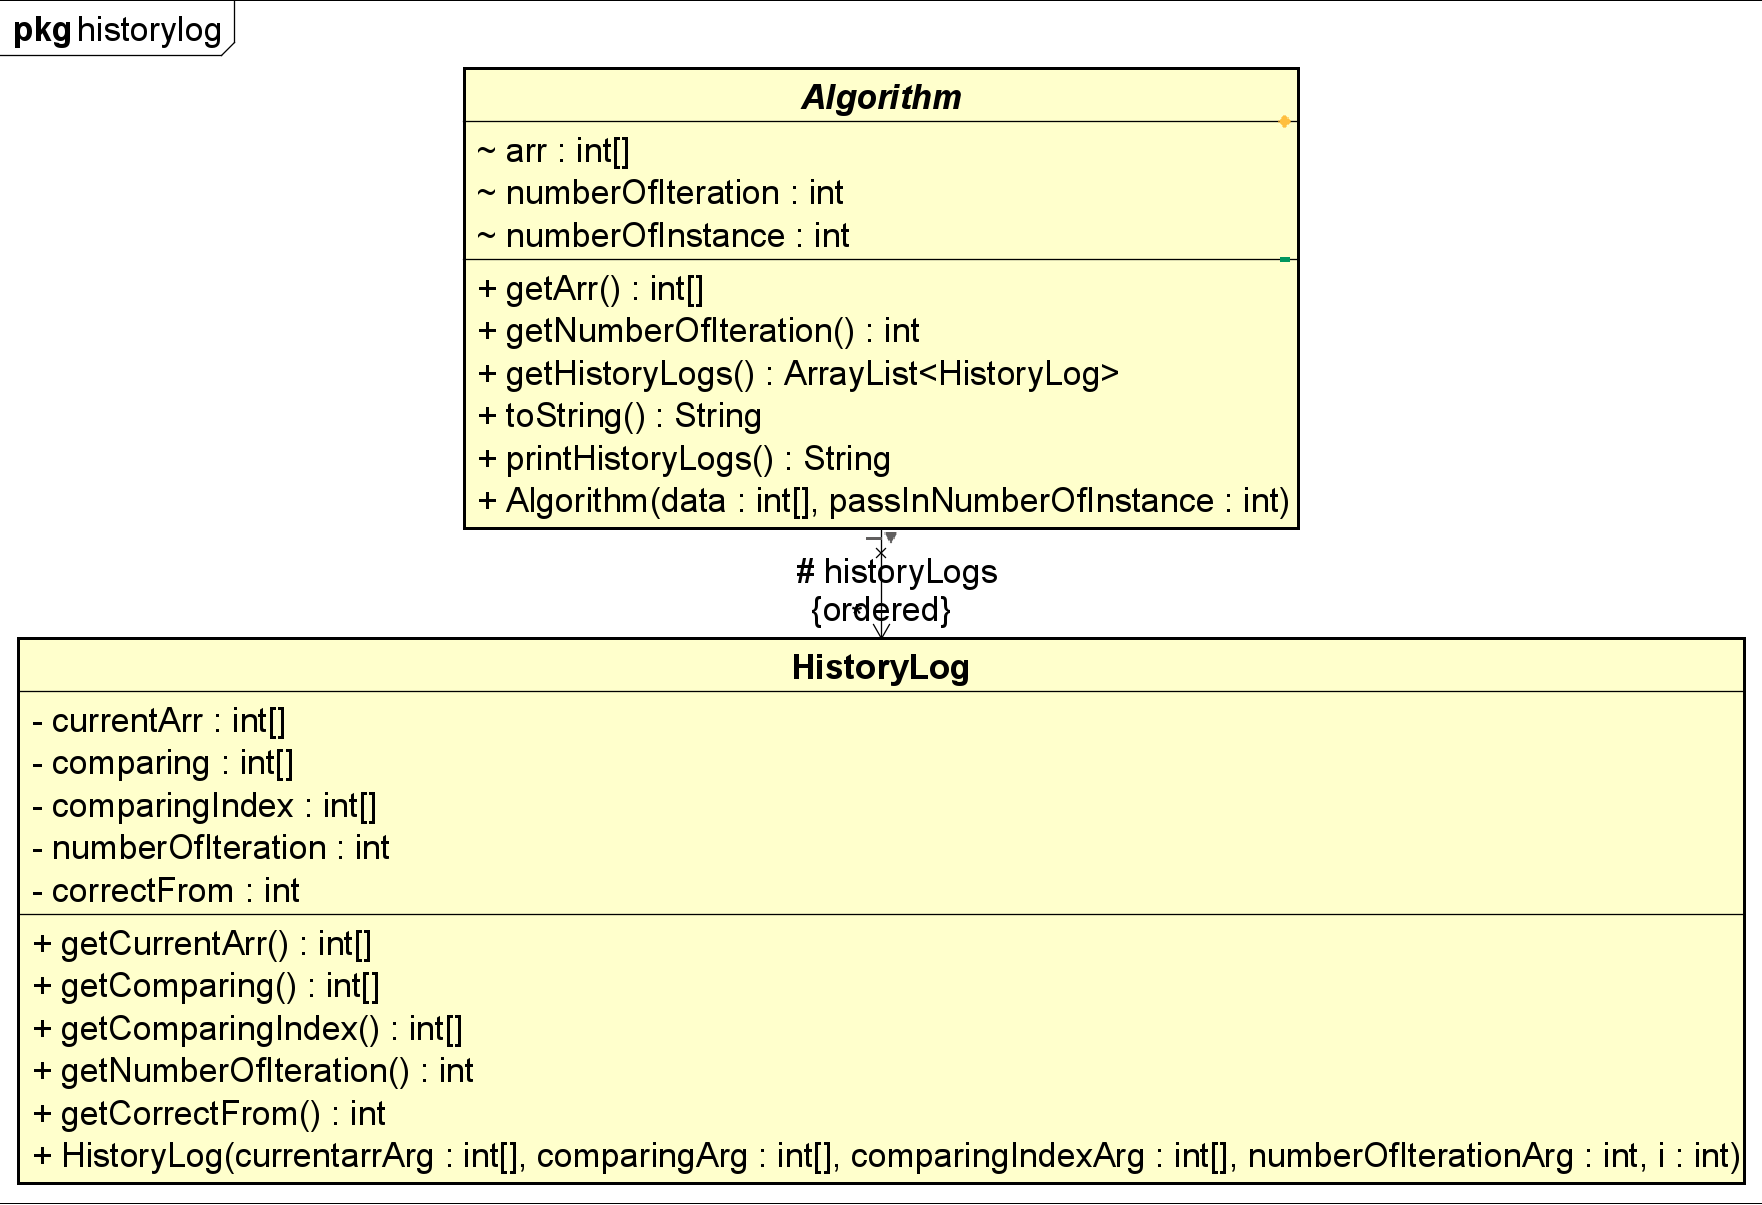 pkg historylog
Algorithm
~ arr : int[]
~ numberOfIteration : int
~ numberOfInstance : int
+ getArr() : int[]
+ getNumberOfIteration() : int
+ getHistoryLogs() : ArrayList<HistoryLog>
+ toString() : String
+ printHistoryLogs() : String
+ Algorithm(data : int[], passInNumberOfInstance : int)
# historyLogs
{ordered}
*
HistoryLog
- currentArr : int[]
- comparing : int[]
- comparingIndex : int[]
- numberOfIteration : int
- correctFrom : int
+ getCurrentArr() : int[]
+ getComparing() : int[]
+ getComparingIndex() : int[]
+ getNumberOfIteration() : int
+ getCorrectFrom() : int
+ HistoryLog(currentarrArg : int[], comparingArg : int[], comparingIndexArg : int[], numberOfIterationArg : int, i : int)